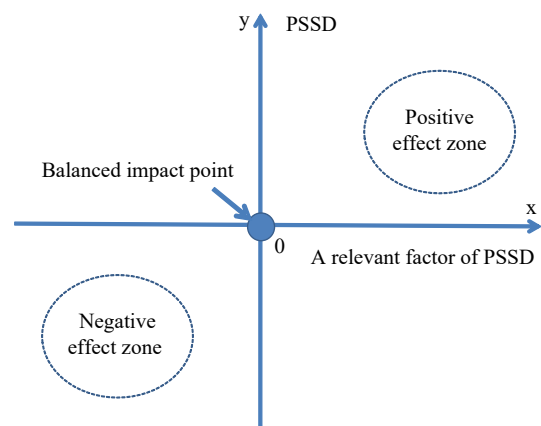 y PSSD
Positive
effect zone
Balanced impact point
x
0
A relevant factor of PSSD
Negative
effect zone